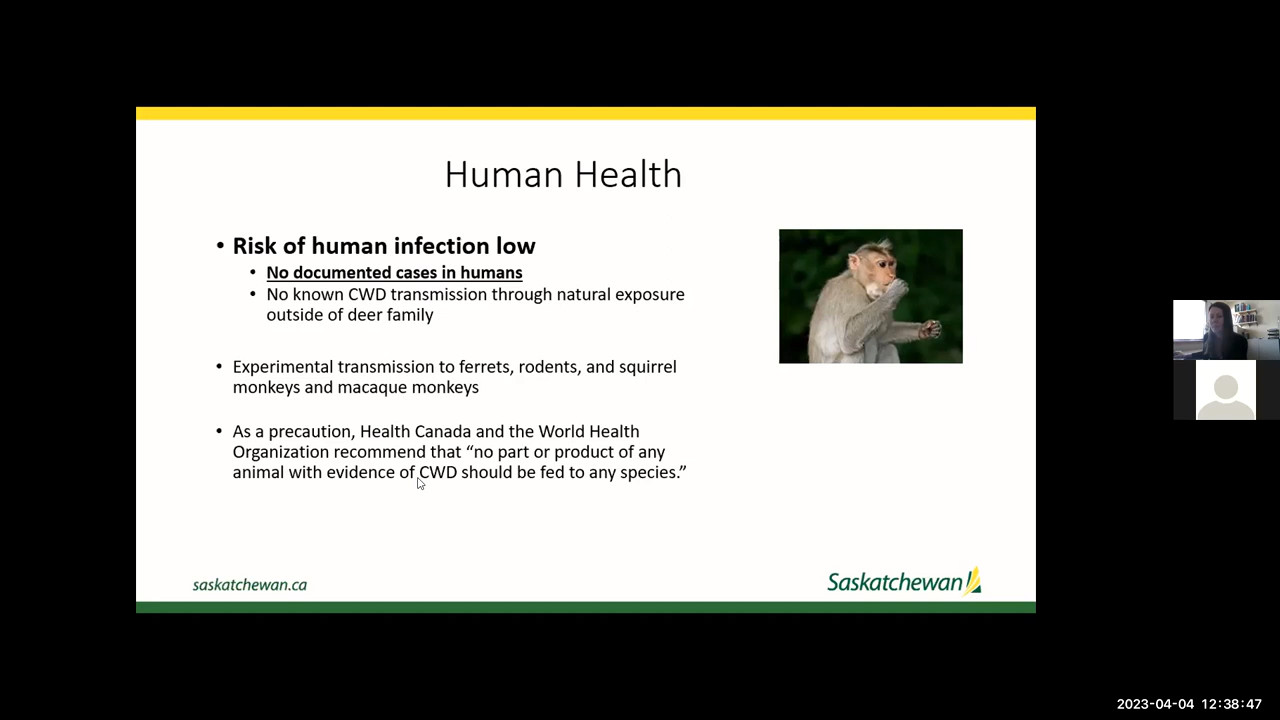 Human Health
• Risk of human infection low
• No documented cases in humans
• No known CWD transmission through natural exposure
outside of deer family
• Experimental transmission to ferrets, rodents, and squirrel
monkeys and macaque monkeys
• As a precaution, Health Canada and the World Health
Organization recommend that “no part or product of any
animal with evidence of CWD should be fed to any species.”
saskatchewan.ca
Saskatchewan
2023-04-04 12:38:47